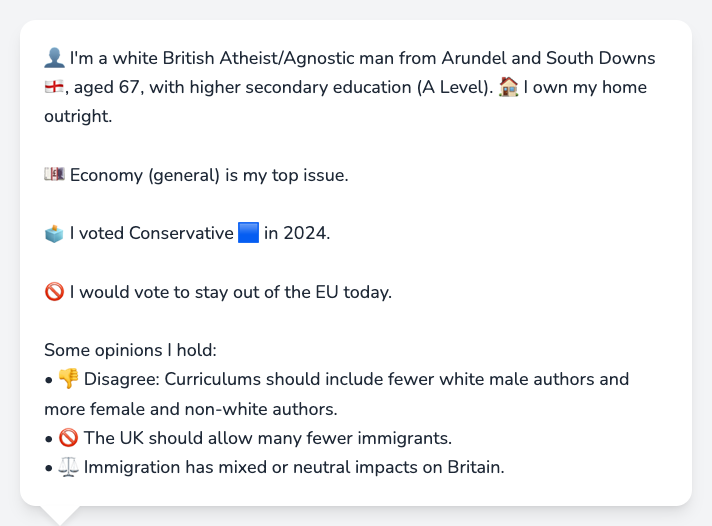 👤 I'm a white British Atheist/Agnostic man from Arundel and South Downs
🏴󠁧󠁢󠁥󠁮󠁧󠁿, aged 67, with higher secondary education (A Level). 🏠 I own my home
outright.
💷 Economy (general) is my top issue.
🗳️ I voted Conservative 🟦 in 2024.
🚫 I would vote to stay out of the EU today.
Some opinions I hold:
• 👎 Disagree: Curriculums should include fewer white male authors and
more female and non-white authors.
• 🚫 The UK should allow many fewer immigrants.
• ⚖️ Immigration has mixed or neutral impacts on Britain.